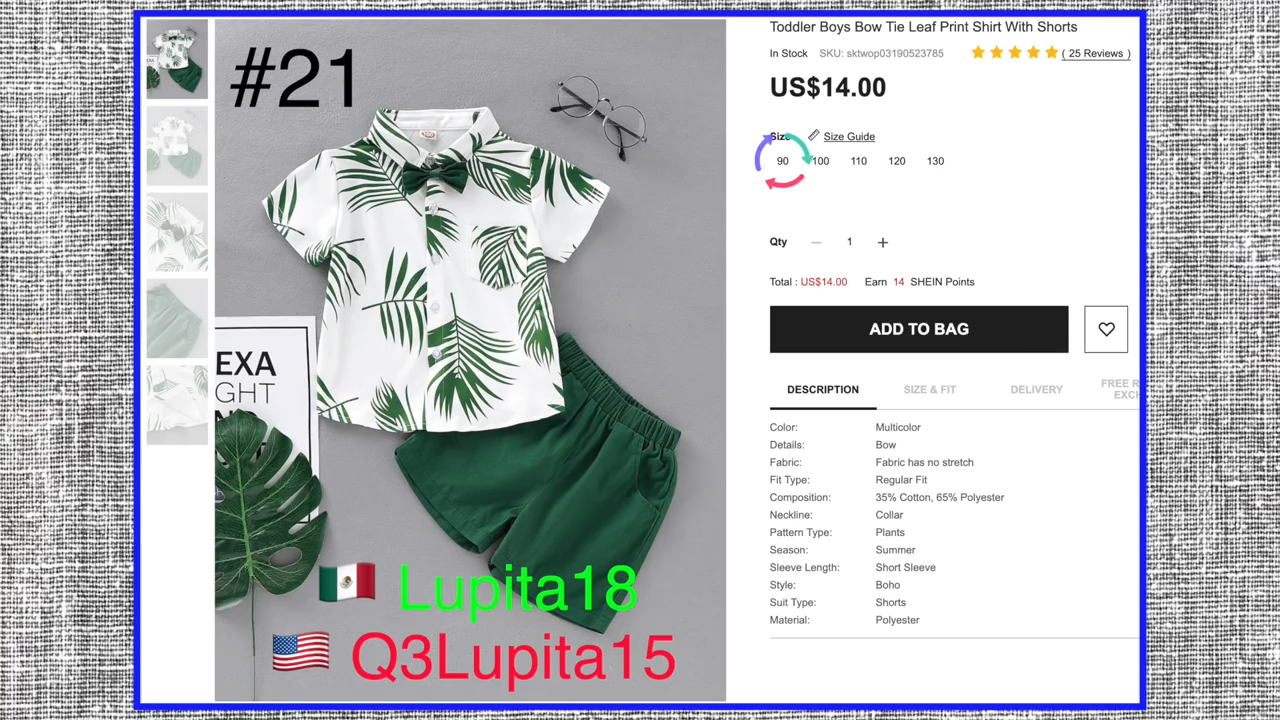 #21
EXA
GHT
Lupita18
Q3Lupita15
Toddler Boys Bow Tie Leaf Print Shirt With Shorts
In Stock SKU: sktwop03190523785 ( 25 Reviews )
US$14.00
Size Size Guide
90 100 110 120 130
Qty 1
Total : US$14.00 Earn 14 SHEIN Points
ADD TO BAG
DESCRIPTION SIZE & FIT DELIVERY FREE R
EXC
Color: Multicolor
Details: Bow
Fabric: Fabric has no stretch
Fit Type: Regular Fit
Composition: 35% Cotton, 65% Polyester
Neckline: Collar
Pattern Type: Plants
Season: Summer
Sleeve Length: Short Sleeve
Style: Boho
Suit Type: Shorts
Material: Polyester